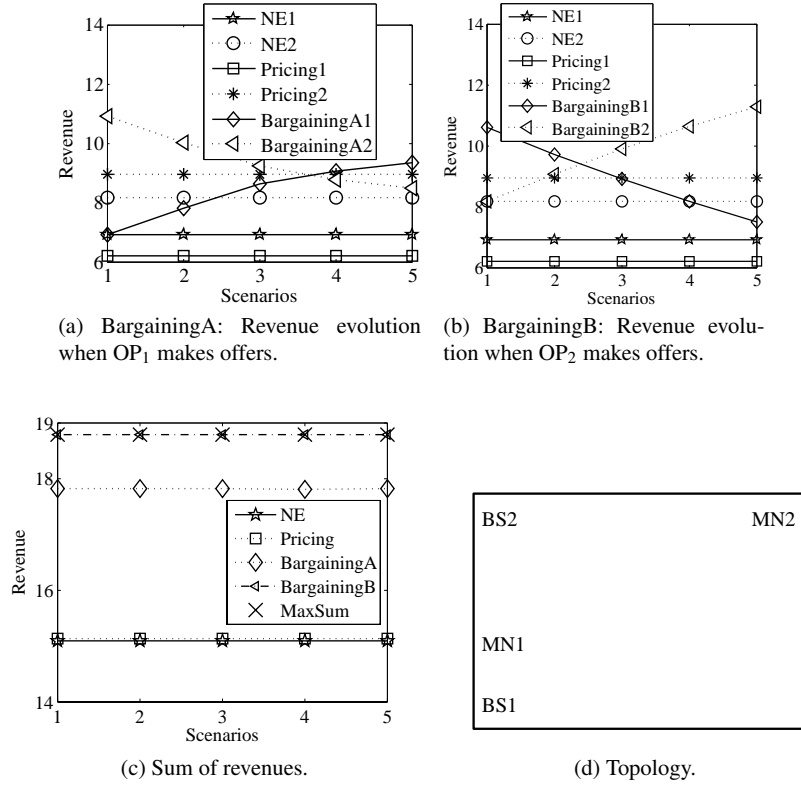 14
12
10
8
6
Revenue
1 2 3 4 5
Scenarios
NE1
NE2
Pricing1
Pricing2
BargainingA1
BargainingA2
(a) BargainingA: Revenue evolution
when OP1 makes offers.
14
12
10
8
6
Revenue
1 2 3 4 5
Scenarios
NE1
NE2
Pricing1
Pricing2
BargainingB1
BargainingB2
(b) BargainingB: Revenue evolu-
tion when OP2 makes offers.
19
18
16
15
14
Revenue
1 2 3 4 5
Scenarios
NE
Pricing
BargainingA
BargainingB
MaxSum
(c) Sum of revenues.
BS2 MN2
MN1
BS1
(d) Topology.